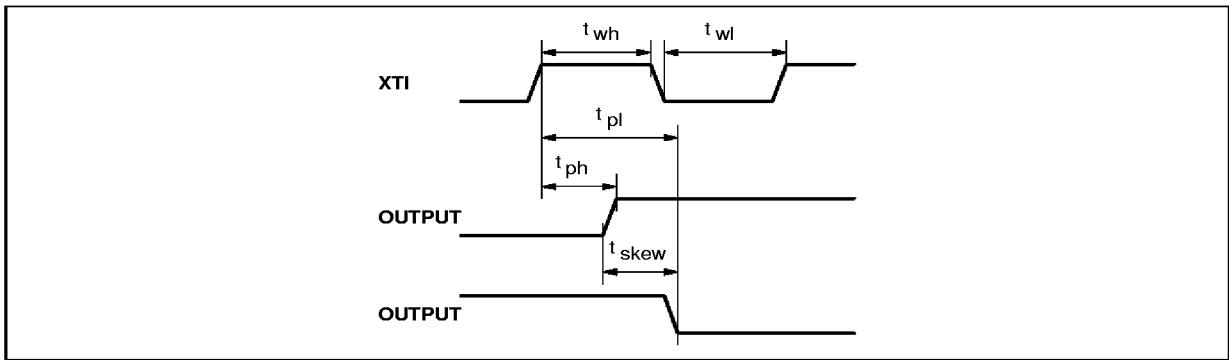 t wh
t wl
XTI
t pl
t ph
OUTPUT
t skew
OUTPUT